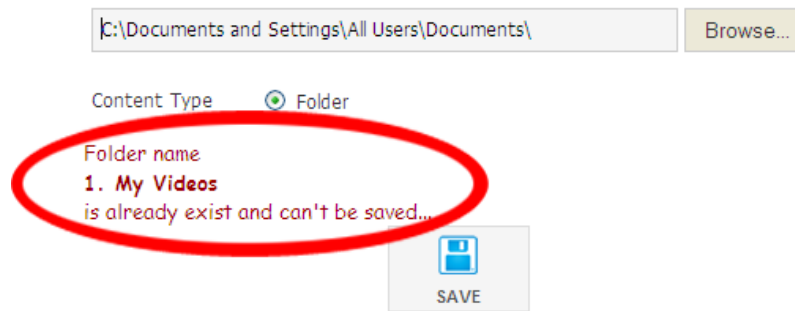 C:\Documents and Settings\All Users\Documents\ Browse...
Content Type Folder
Folder name
1. My Videos
is already exist and can't be saved...
SAVE